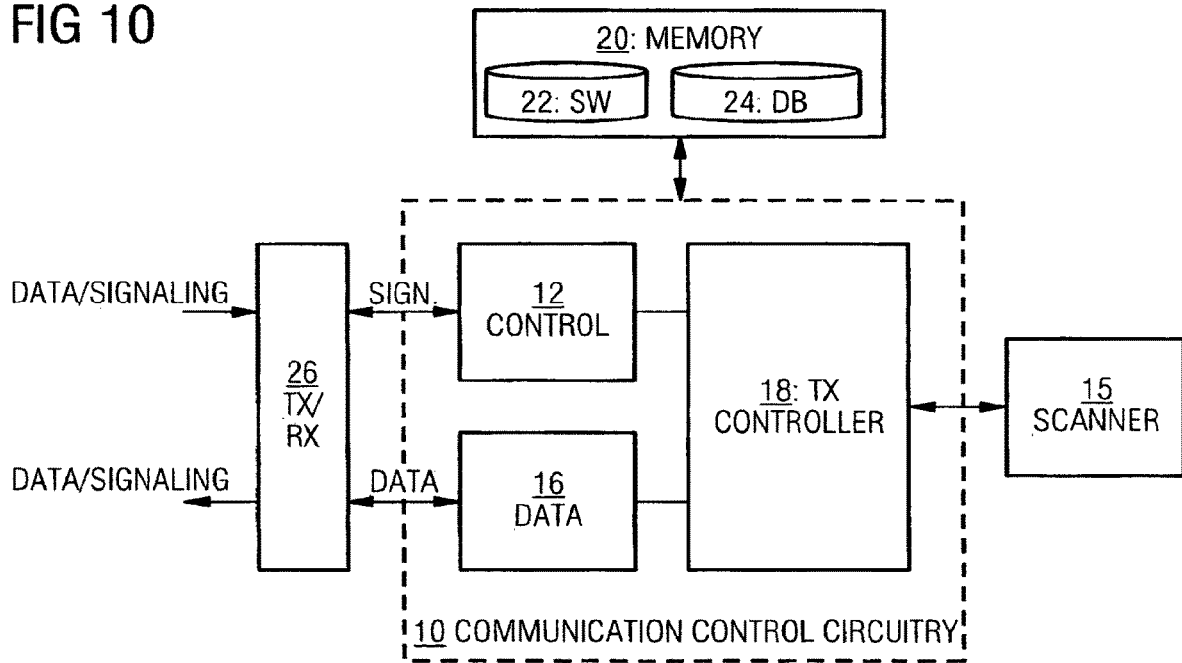 FIG 10
20: MEMORY
22: SW
24: DB
DATA/SIGNALING
SIGN.
12
CONTROL
26
TX/
RX
18: TX
CONTROLLER
15
SCANNER
DATA/SIGNALING
DATA
16
DATA
10 COMMUNICATION CONTROL CIRCUITRY